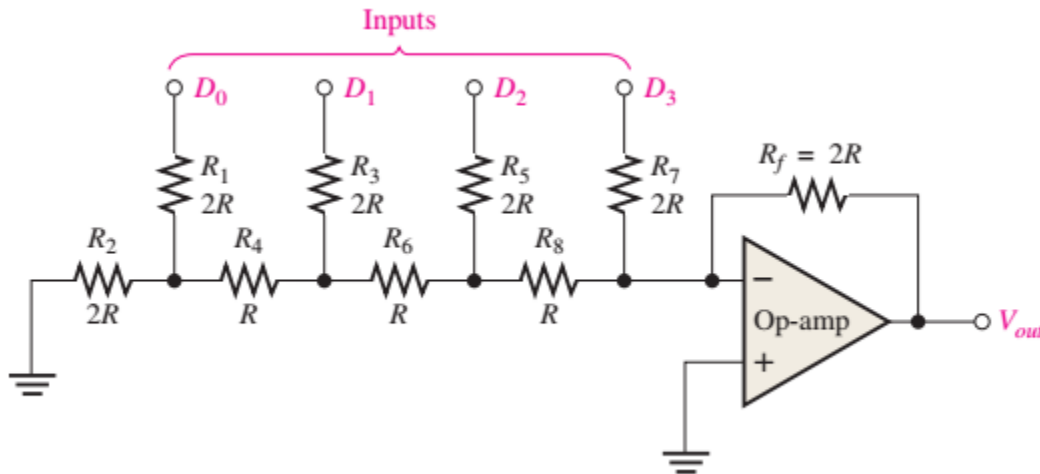 Inputs
D0 D1 D2 D3
R1 R3 R5 R7 Rf = 2R
2R 2R 2R 2R
R2 R4 R6 R8
2R R R R
−
Op-amp
+
Vout